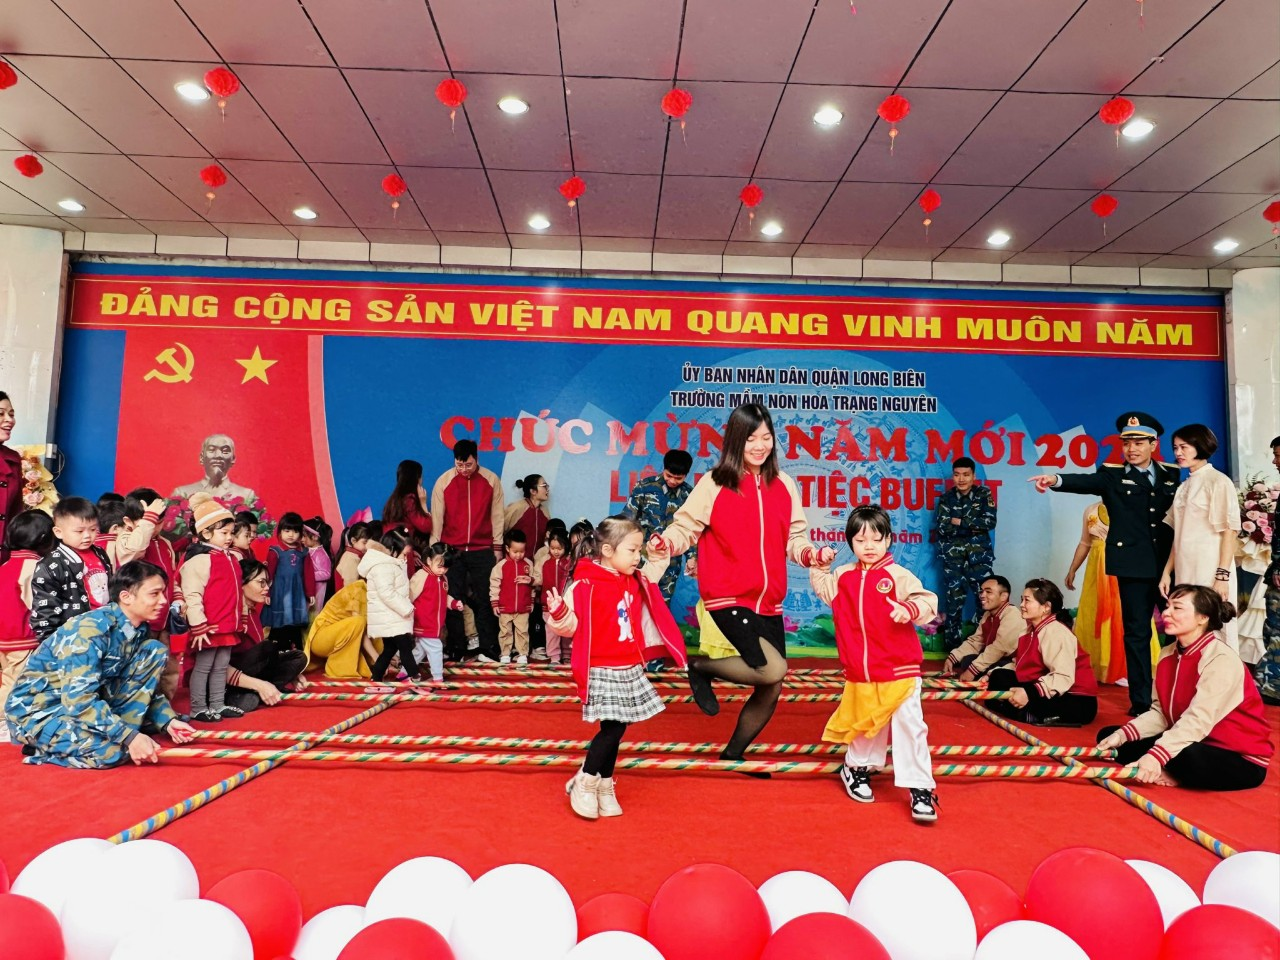 ĐẢNG CỘNG SẢN VIỆT NAM QUANG VINH MUÔN NĂM
ỦY BAN NHÂN DÂN QUẬN LONG BIÊN
TRƯỜNG MẦM NON HOA TRẠNG NGUYÊN
CHÚC NĂM MỚI
TIỆC